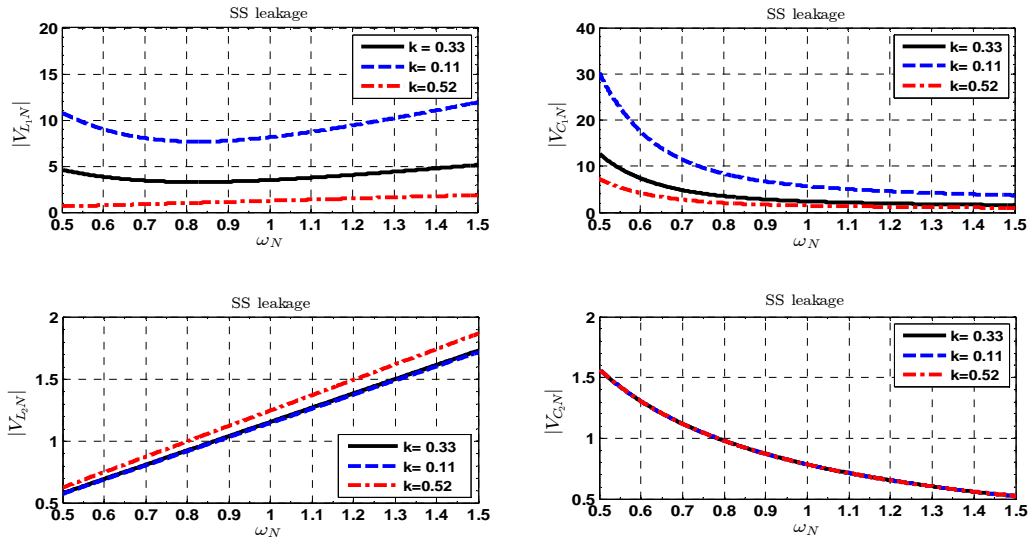 SS leakage
|V_{L_1N}|
20
15
10
5
0
0.5 0.6 0.7 0.8 0.9 1 1.1 1.2 1.3 1.4 1.5
ω_N
k = 0.33
k= 0.11
k=0.52
SS leakage
|V_{C_1N}|
40
30
20
10
0
0.5 0.6 0.7 0.8 0.9 1 1.1 1.2 1.3 1.4 1.5
ω_N
k= 0.33
k= 0.11
k=0.52
SS leakage
|V_{L_2N}|
2
1.5
1
0.5
0.5 0.6 0.7 0.8 0.9 1 1.1 1.2 1.3 1.4 1.5
ω_N
k= 0.33
k= 0.11
k=0.52
SS leakage
|V_{C_2N}|
2
1.5
1
0.5
0.5 0.6 0.7 0.8 0.9 1 1.1 1.2 1.3 1.4 1.5
ω_N
k= 0.33
k= 0.11
k=0.52